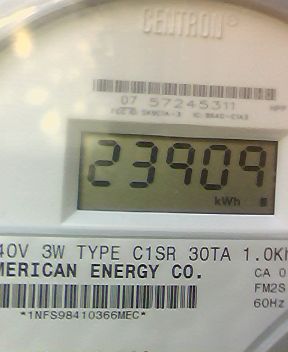 CENTRON®
07 57245311
23909
kWh
40V 3W TYPE C1SR 30TA 1.0Kh
MERICAN ENERGY CO.
CA 0
FM2S
60Hz
*1NFS98410366MEC*